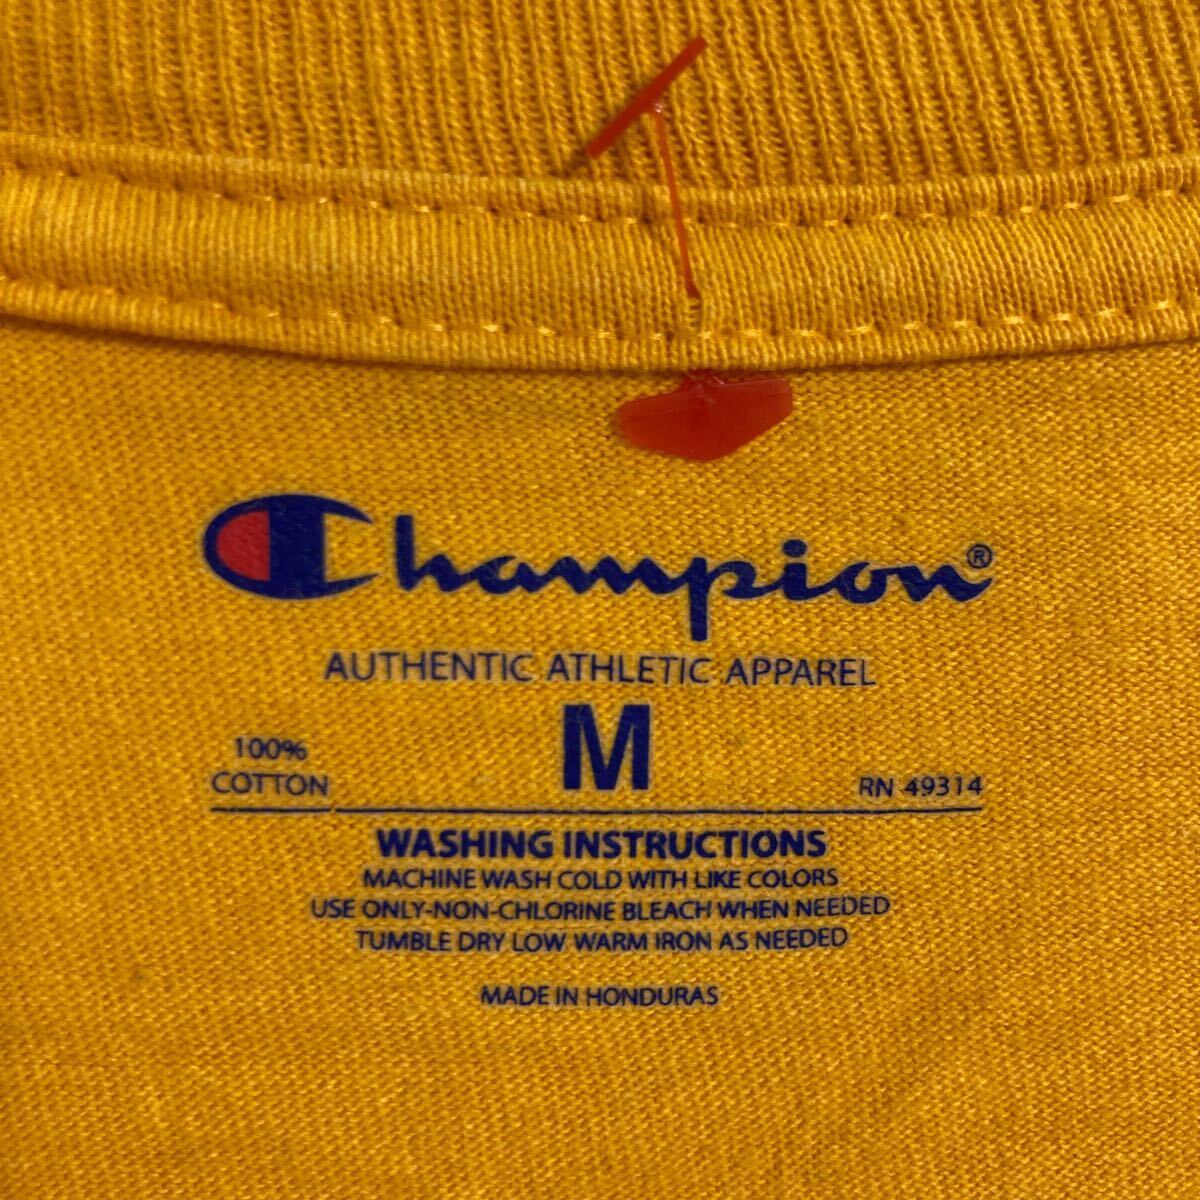 Champion®
AUTHENTIC ATHLETIC APPAREL
M
100%
COTTON
RN 49314
WASHING INSTRUCTIONS
MACHINE WASH COLD WITH LIKE COLORS
USE ONLY-NON-CHLORINE BLEACH WHEN NEEDED
TUMBLE DRY LOW WARM IRON AS NEEDED
MADE IN HONDURAS